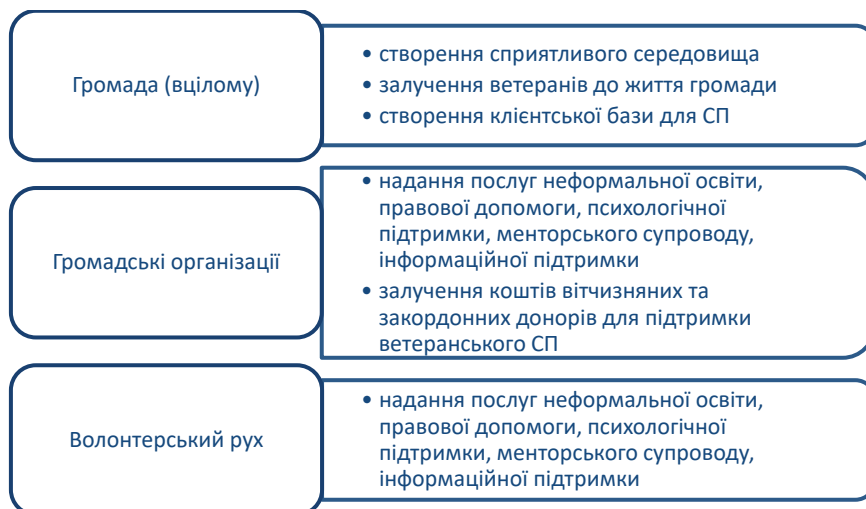 Громада (вцілому)
• створення сприятливого середовища
• залучення ветеранів до життя громади
• створення клієнтської бази для СП
Громадські організації
• надання послуг неформальної освіти,
правової допомоги, психологічної
підтримки, менторського супроводу,
інформаційної підтримки
• залучення коштів вітчизняних та
закордонних донорів для підтримки
ветеранського СП
Волонтерський рух
• надання послуг неформальної освіти,
правової допомоги, психологічної
підтримки, менторського супроводу,
інформаційної підтримки